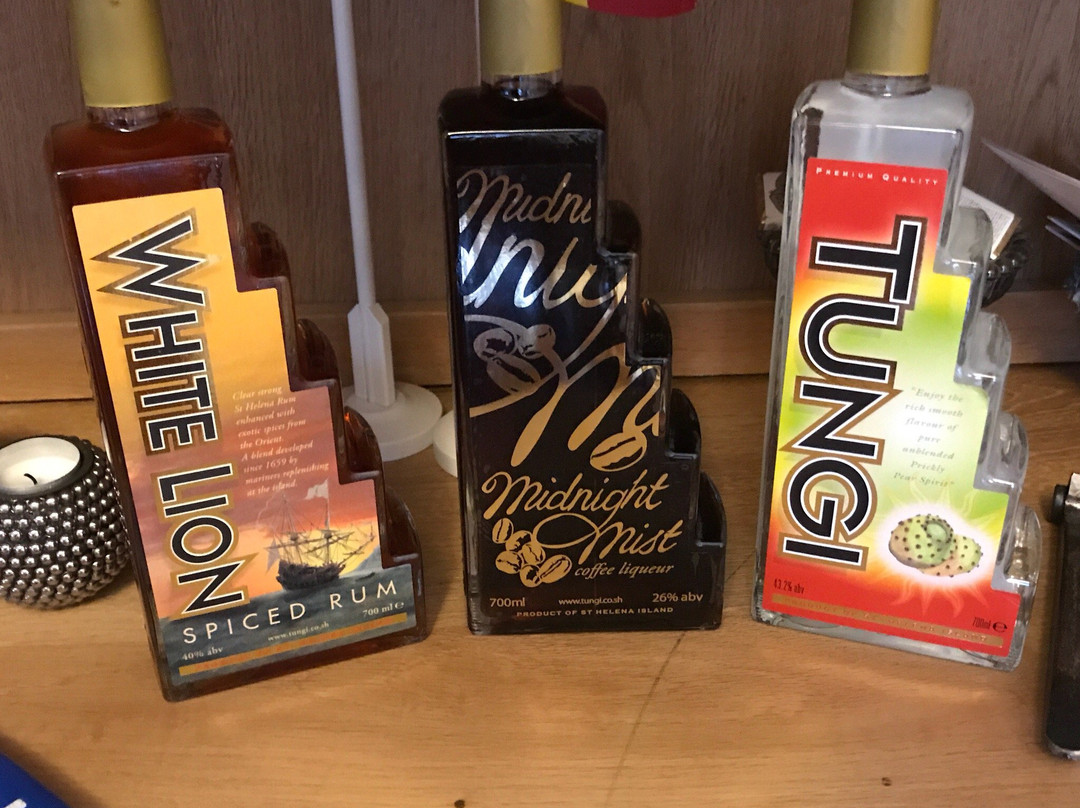 WHITE LION
Clear strong
St Helena Rum
enhanced with
exotic spices from
the Orient.
A blend developed
since 1659 by
mariners replenishing
at the island.
SPICED RUM
www.tungi.co.sh
700 ml e
40% abv
Midnight
Mist
coffee liqueur
700ml www.tungi.co.sh 26% abv
PRODUCT OF ST HELENA ISLAND
PREMIUM QUALITY
TUNGI
"Enjoy the
rich smooth
flavour of
pure
unblended
Prickly
Pear Spirit"
43.2% abv
700ml e